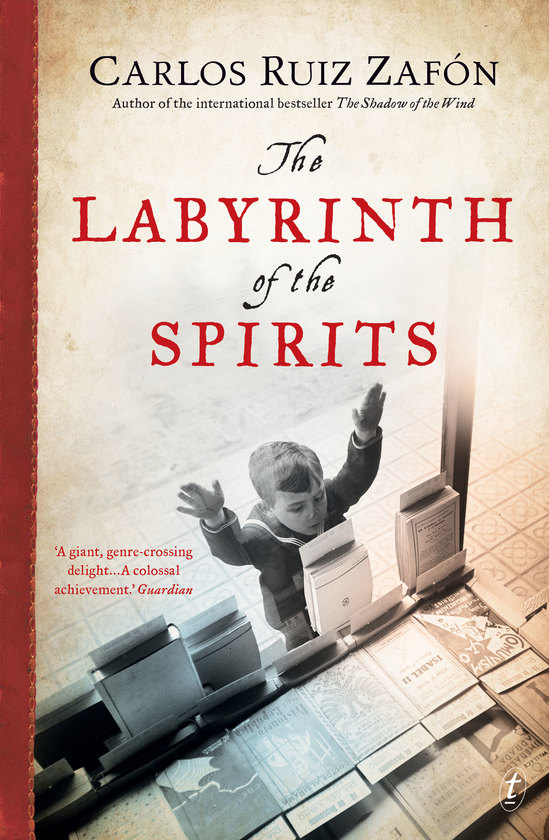 CARLOS RUIZ ZAFÓN
Author of the international bestseller The Shadow of the Wind
The
LABYRINTH
of the
SPIRITS
'A giant, genre-crossing
delight...A colossal
achievement.' Guardian
ISABEL II
t